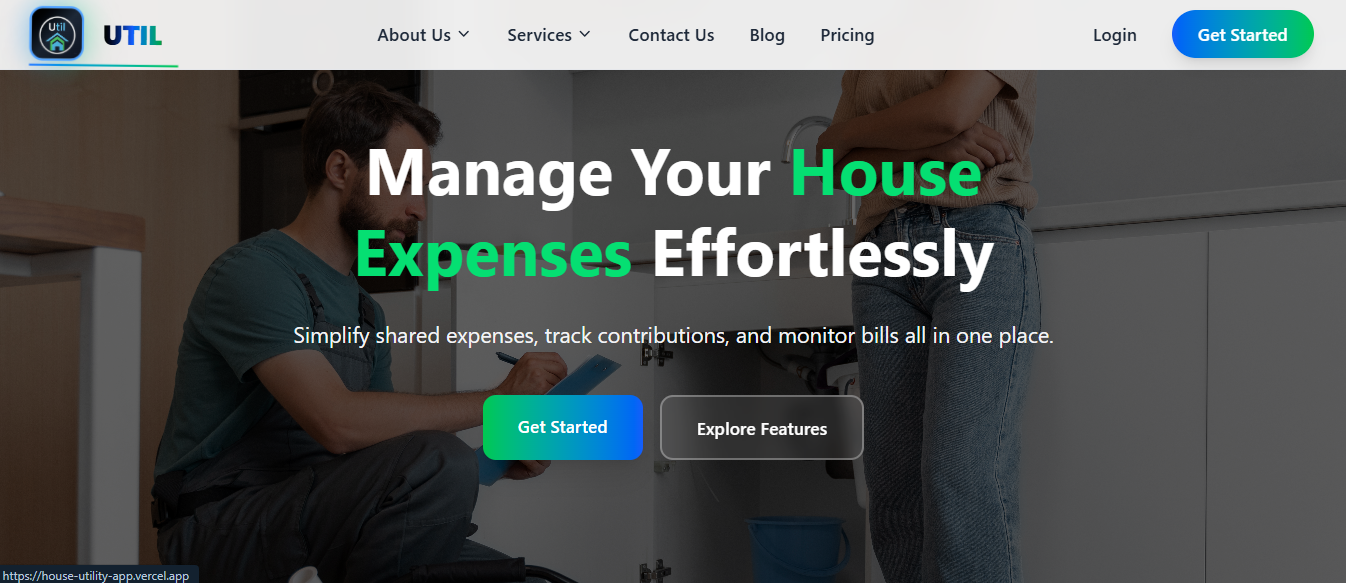 Util
UTIL
About Us
Services
Contact Us
Blog
Pricing
Login
Get Started
Manage Your House
Expenses Effortlessly
Simplify shared expenses, track contributions, and monitor bills all in one place.
Get Started
Explore Features
https://house-utility-app.vercel.app